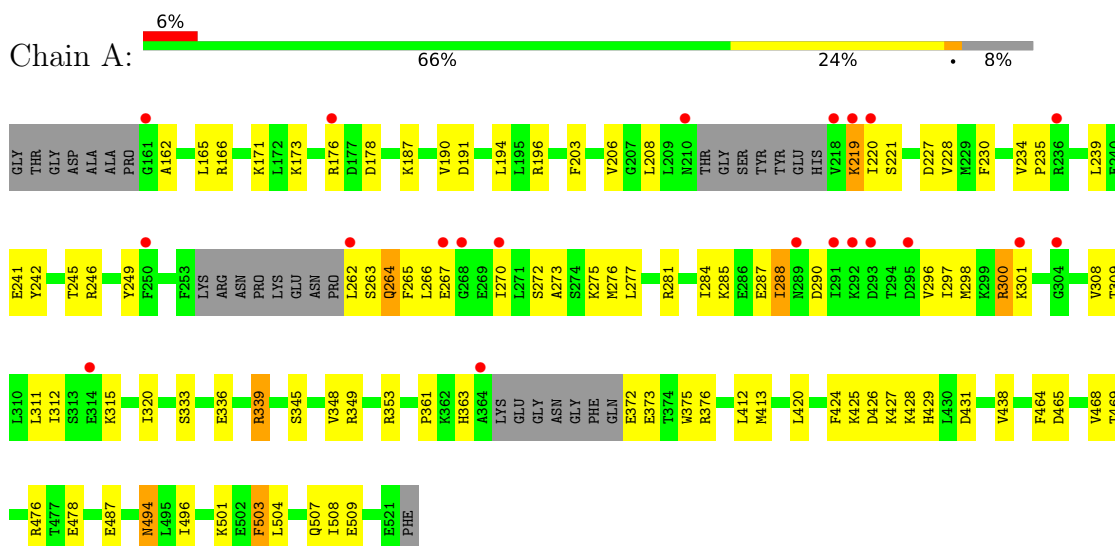 6%
Chain A:
66% 24% • 8%
GLY THR GLY ASP ALA ALA PRO G161 A162 L165 R166 K171 L172 K173 R176 D177 D178 K187 V190 D191 L194 L195 R196 F203 V206 G207 L208 L209 N210 THR GLY SER TYR TYR GLU HIS V218 K219 I220 S221 D227 V228 M229 F230 V234 P235 R236 L239
E241 Y242 T245 R246 Y249 F250 F253 LYS ARG ASN PRO LYS GLU ASN PRO L262 S263 Q264 F265 L266 E267 G268 E269 I270 L271 S272 A273 S274 K275 M276 L277 R281 I284 K285 E286 E287 I288 N289 D290 I291 K292 D293 T294 D295 V296 I297 M298 K299 R300 K301 G304 V308 T309
L310 L311 I312 S313 E314 K315 I320 S333 E336 R339 S345 V348 R349 R353 P361 K362 H363 A364 LYS GLU GLY ASN GLY PHE GLN E372 E373 T374 W375 R376 L412 M413 L420 F424 K425 D426 K427 K428 H429 L430 D431 V438 F464 D465 V468 T469
R476 T477 E478 E487 N494 L495 I496 K501 E502 F503 L504 Q507 I508 E509 E521 PHE